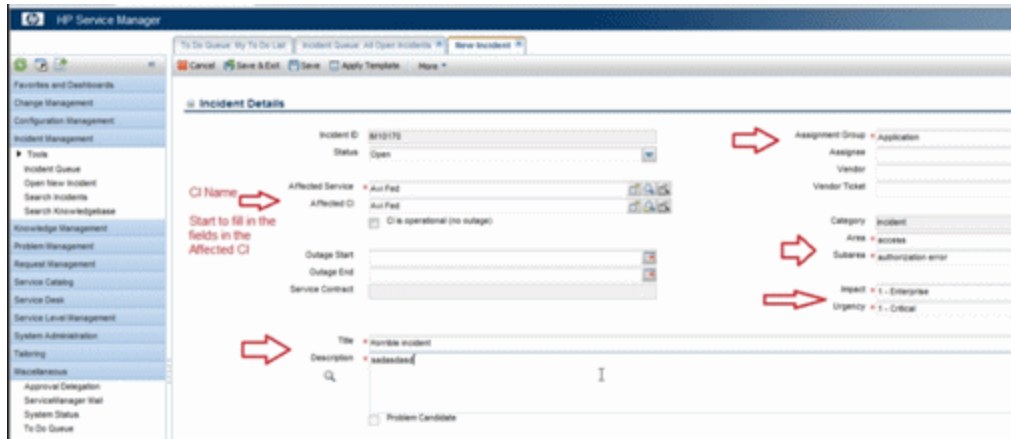 HP Service Manager
To Do Queue: My To Do List
Incident Queue: All Open Incidents
New Incident
Cancel
Save & Exit
Save
Apply Template
More
Favorites and Dashboards
Change Management
Configuration Management
Incident Management
Tools
Incident Queue
Open New Incident
Search Incidents
Search Knowledgebase
Knowledge Management
Problem Management
Request Management
Service Catalog
Service Desk
Service Level Management
System Administration
Tailoring
Miscellaneous
Approval Delegation
ServiceManager Mail
System Status
To Do Queue
Incident Details
Incident ID IM10170
Status Open
Affected Service * Avi Fed
Affected CI Avi Fed
CI is operational (no outage)
CI Name
Start to fill in the
fields in the
Affected CI
Outage Start
Outage End
Service Contract
Title * Horrible incident
Description * sadasdasd
Problem Candidate
Assignment Group * Application
Assignee
Vendor
Vendor Ticket
Category incident
Area * access
Subarea * authorization error
Impact * 1 - Enterprise
Urgency * 1 - Critical